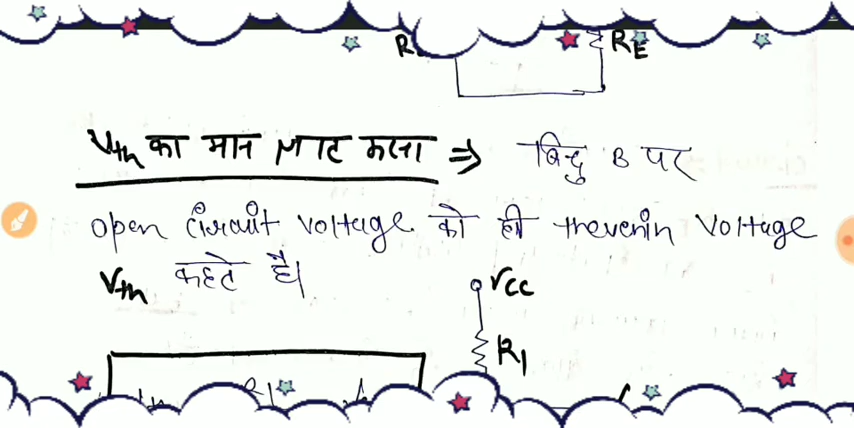 RE
Vth का मान ज्ञात करना ⇒ बिन्दु B पर
open circuit voltage को ही thevenin voltage
Vth कहते है।
VCC
R1